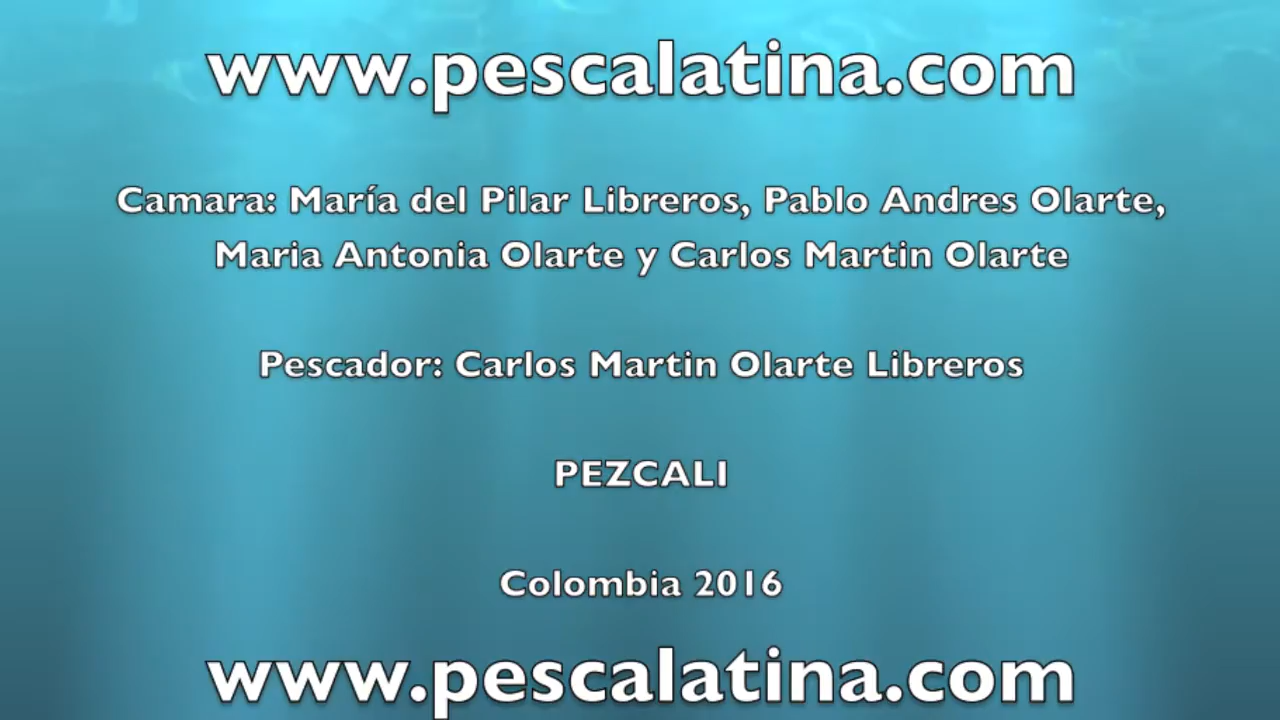 www.pescalatina.com
Camara: María del Pilar Libreros, Pablo Andres Olarte,
Maria Antonia Olarte y Carlos Martin Olarte
Pescador: Carlos Martin Olarte Libreros
PEZCALI
Colombia 2016
www.pescalatina.com